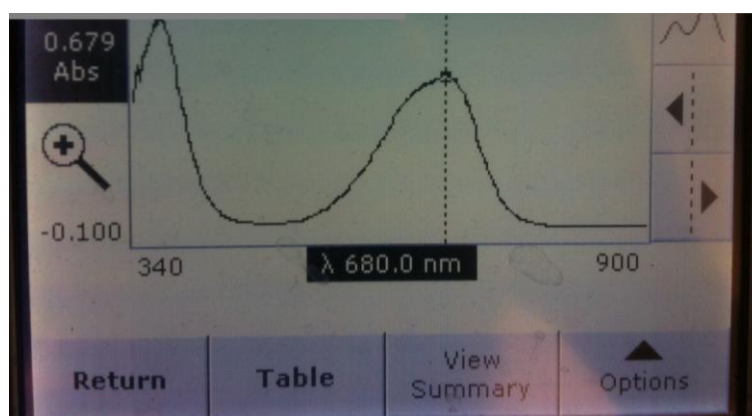 0.679
Abs
-0.100
340
λ 680.0 nm
900
Return
Table
View
Summary
Options